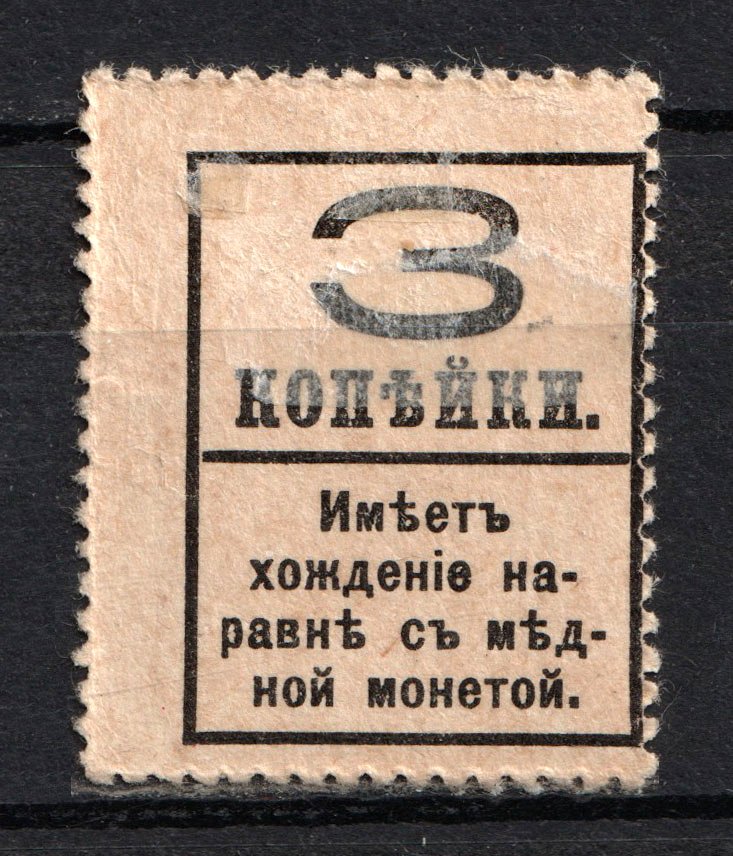 3
КОПѢЙКИ.
Имѣетъ
хожденіе на-
равнѣ съ мѣд-
ной монетой.